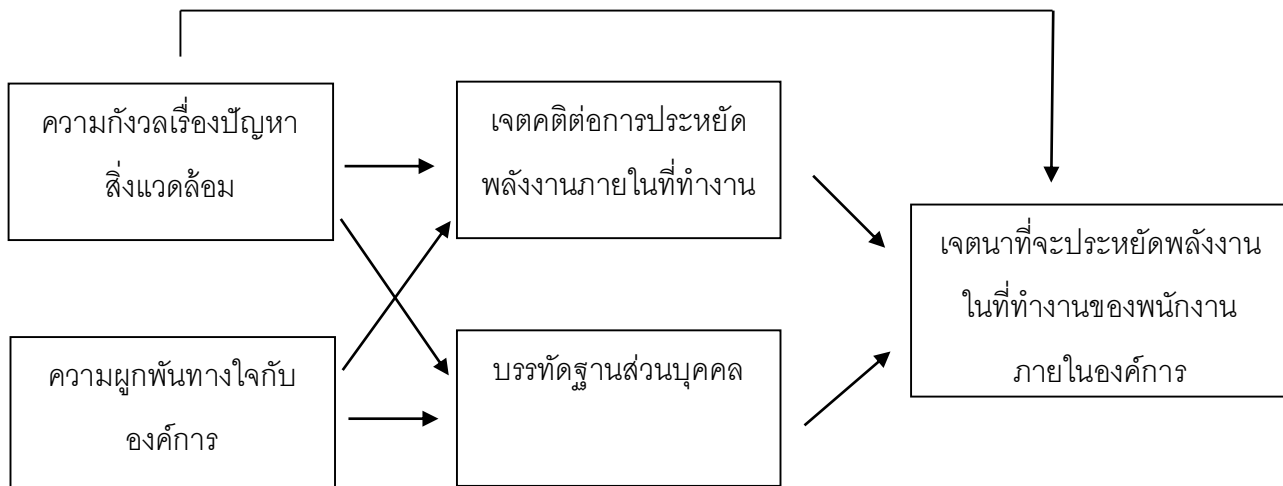 ความกังวลเรื่องปัญหา
สิ่งแวดล้อม
เจตคติต่อการประหยัด
พลังงานภายในที่ทำงาน
ความผูกพันทางใจกับ
องค์การ
บรรทัดฐานส่วนบุคคล
เจตนาที่จะประหยัดพลังงาน
ในที่ทำงานของพนักงาน
ภายในองค์การ